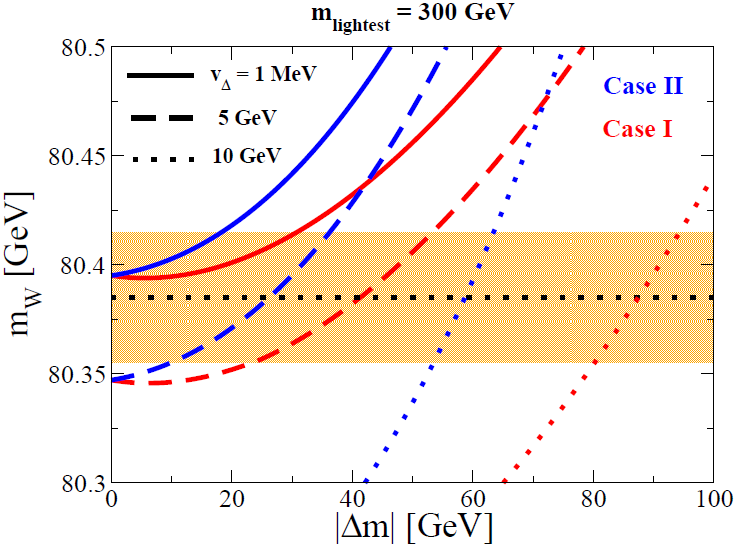 m_lightest = 300 GeV
80.5
80.45
80.4
80.35
80.3
m_W [GeV]
v_Δ = 1 MeV
5 GeV
10 GeV
Case II
Case I
0 20 40 60 80 100
|Δm| [GeV]